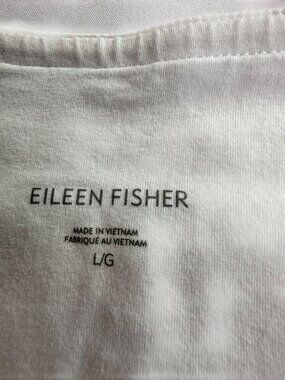 EILEEN FISHER
MADE IN VIETNAM
FABRIQUÉ AU VIETNAM
L/G